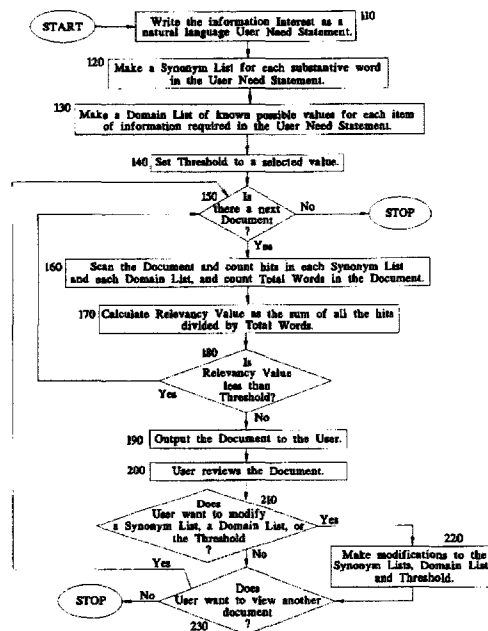 START
110
Write the information Interest as a
natural language User Need Statement.
120
Make a Synonym List for each substantive word
in the User Need Statement.
130
Make a Domain List of known possible values for each item
of information required in the User Need Statement.
140 Set Threshold to a selected value.
150 Is
there a next
Document
?
No
STOP
Yes
160 Scan the Document and count hits in each Synonym List
and each Domain List, and count Total Words in the Document.
170 Calculate Relevancy Value as the sum of all the hits
divided by Total Words.
180
Is
Relevancy Value
less than
Threshold?
Yes
No
190 Output the Document to the User.
200 User reviews the Document.
210
Does
User want to modify
a Synonym List, a Domain List, or
the Threshold
?
Yes
No
220
Make modifications to the
Synonym Lists, Domain List
and Threshold.
Yes
Does
User want to view another
document
?
230
No
STOP